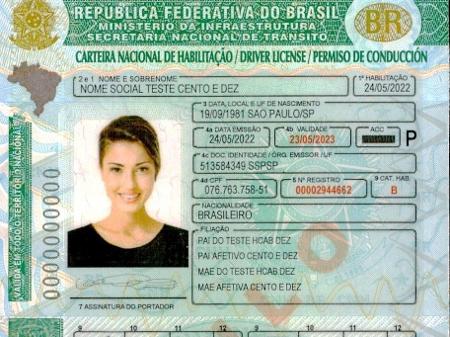 REPÚBLICA FEDERATIVA DO BRASIL
MINISTÉRIO DA INFRAESTRUTURA
SECRETARIA NACIONAL DE TRÂNSITO
BR
CARTEIRA NACIONAL DE HABILITAÇÃO / DRIVER LICENSE / PERMISO DE CONDUCCIÓN
2 e 1 NOME E SOBRENOME
1ª HABILITAÇÃO
NOME SOCIAL TESTE CENTO E DEZ
24/05/2022
3 DATA, LOCAL E UF DE NASCIMENTO
19/09/1981 SAO PAULO/SP
4a DATA EMISSÃO
4b VALIDADE
ACC
24/05/2022
23/05/2023
P
4c DOC. IDENTIDADE / ÓRG. EMISSOR / UF
513584349 SSPSP
4d CPF
5 Nº REGISTRO
9 CAT. HAB.
076.763.758-51
00002944662
B
NACIONALIDADE
BRASILEIRO
FILIAÇÃO
PAI DO TESTE HCAB DEZ
PAI AFETIVO CENTO E DEZ
MAE DO TESTE HCAB DEZ
MAE AFETIVA CENTO E DEZ
VÁLIDA EM TODO O TERRITÓRIO NACIONAL
0000000000
7 ASSINATURA DO PORTADOR
9
10
11
12
9
10
11
12